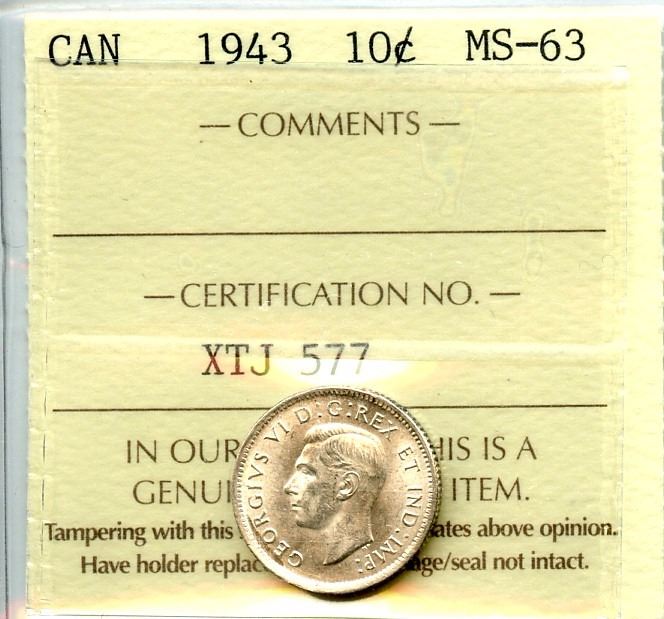 CAN 1943 10¢ MS-63
— COMMENTS —
— CERTIFICATION NO. —
XTJ 577
IN OUR HIS IS A
GENUI ITEM.
Tampering with this ates above opinion.
Have holder replac age/seal not intact.
GEORGIVS VI D:G:REX ET IND:IMP: